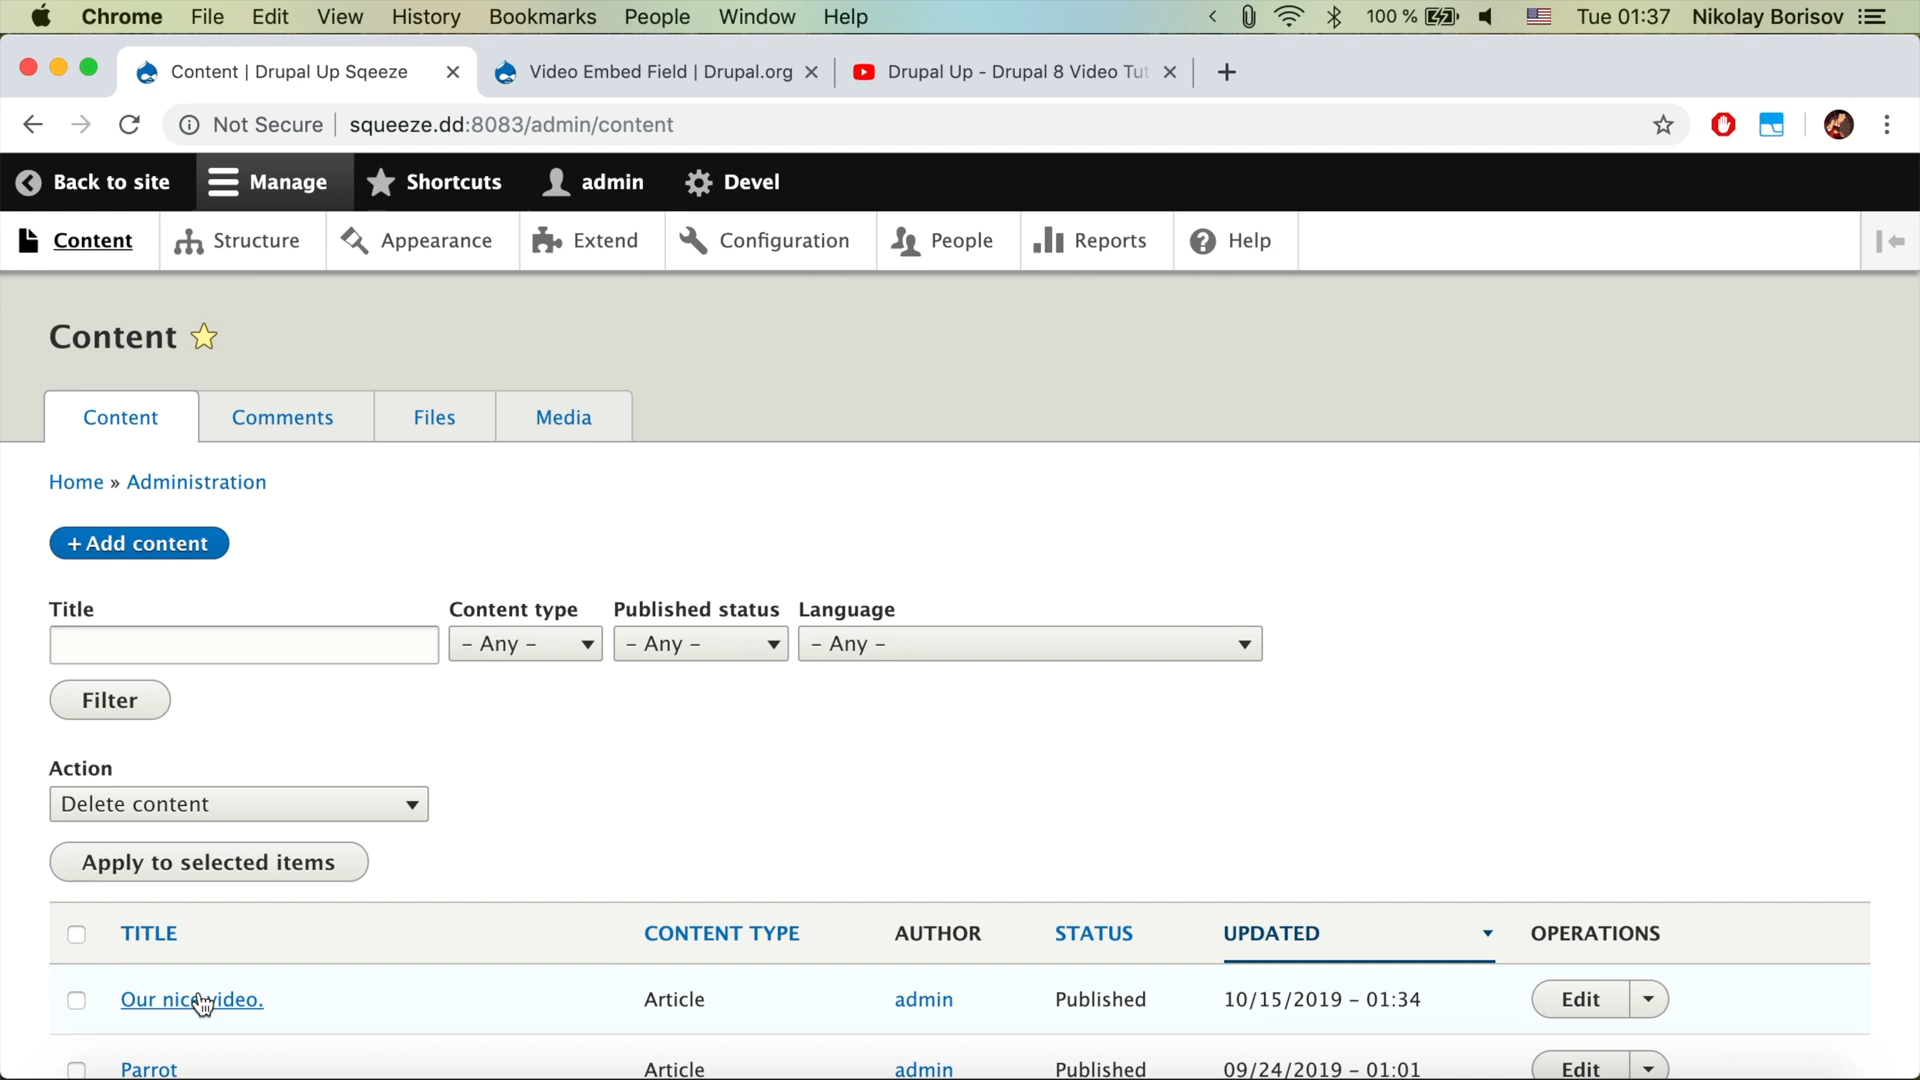 Chrome File Edit View History Bookmarks People Window Help 100 % Tue 01:37 Nikolay Borisov
Content | Drupal Up Sqeeze Video Embed Field | Drupal.org Drupal Up - Drupal 8 Video Tut
Not Secure squeeze.dd:8083/admin/content
Back to site Manage Shortcuts admin Devel
Content Structure Appearance Extend Configuration People Reports Help
Content
Content Comments Files Media
Home » Administration
+ Add content
Title Content type Published status Language
- Any - - Any - - Any -
Filter
Action
Delete content
Apply to selected items
TITLE CONTENT TYPE AUTHOR STATUS UPDATED OPERATIONS
Our nice video. Article admin Published 10/15/2019 – 01:34 Edit
Parrot Article admin Published 09/24/2019 – 01:01 Edit